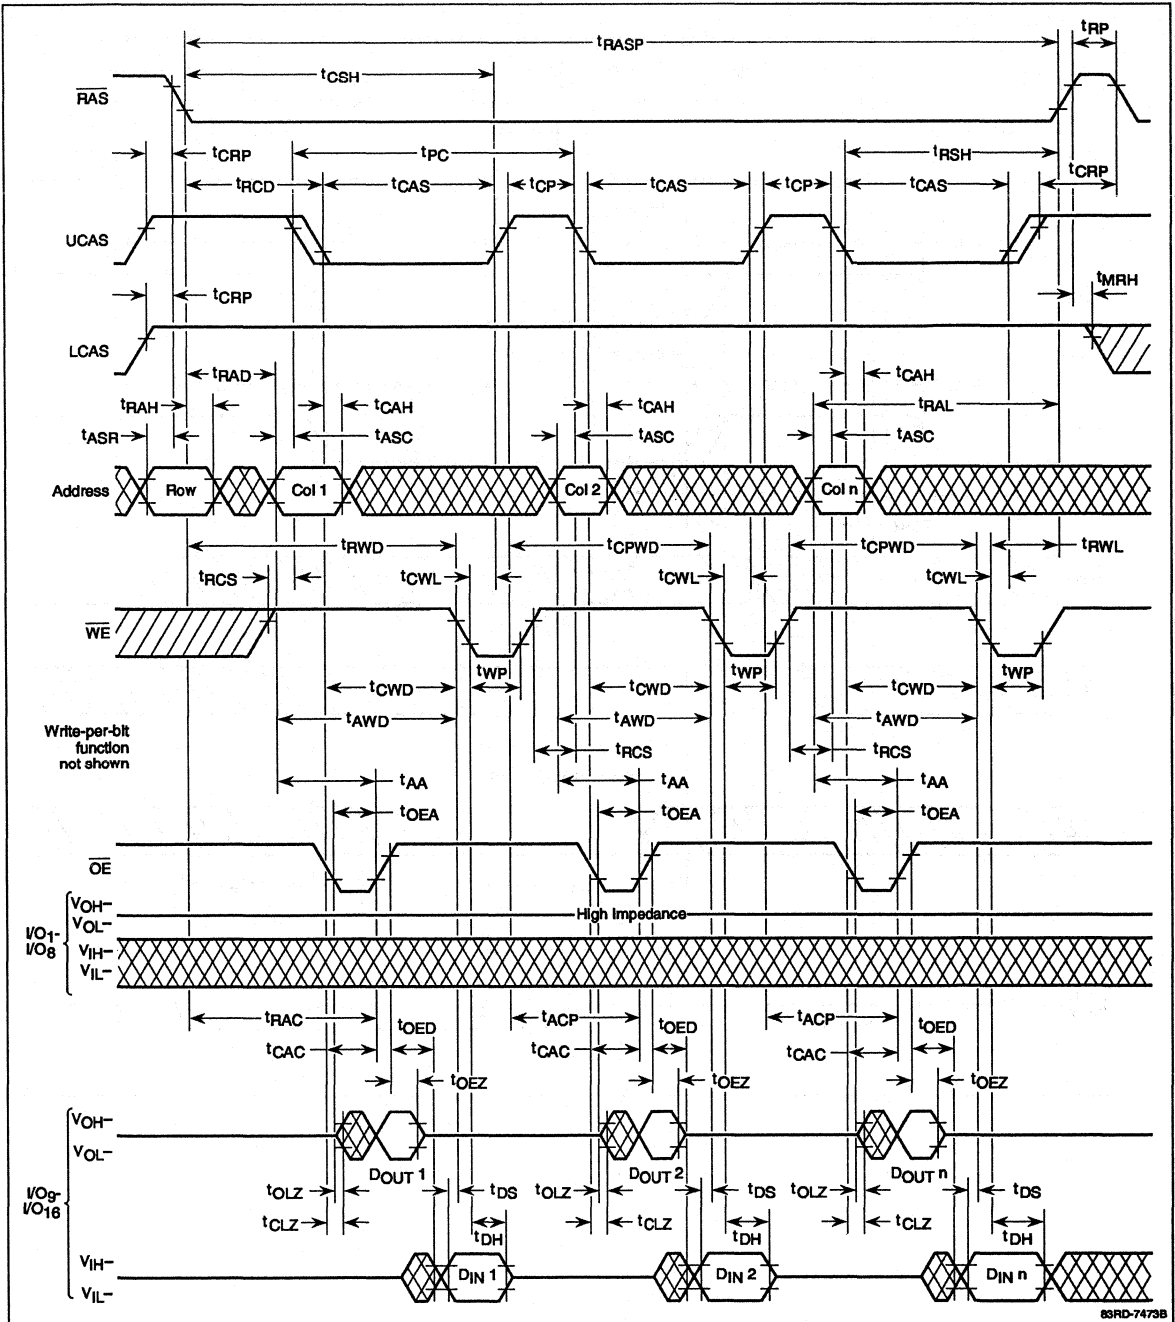 tRASP
tRP
tCSH
RAS
tCRP
tPC
tRSH
tRCD
tCAS
tCP
tCAS
tCP
tCAS
tCRP
UCAS
tCRP
tMRH
LCAS
tRAD
tCAH
tRAH
tCAH
tCAH
tRAL
tASR
tASC
tASC
tASC
Address
Row
Col 1
Col 2
Col n
tRWD
tCPWD
tCPWD
tRWL
tRCS
tCWL
tCWL
tCWL
WE
tWP
tWP
tWP
tCWD
tCWD
tCWD
tAWD
tAWD
tAWD
Write-per-bit
function
not shown
tRCS
tRCS
tAA
tAA
tAA
tOEA
tOEA
tOEA
OE
VOH–
High Impedance
VOL–
I/O1-
I/O8
VIH–
VIL–
tRAC
tACP
tACP
tOED
tOED
tOED
tCAC
tCAC
tCAC
tOEZ
tOEZ
tOEZ
VOH–
VOL–
DOUT 1
DOUT 2
DOUT n
I/O9-
I/O16
tOLZ
tDS
tOLZ
tDS
tOLZ
tDS
tCLZ
tCLZ
tCLZ
tDH
tDH
tDH
VIH–
DIN 1
DIN 2
DIN n
VIL–
83RD-7473B